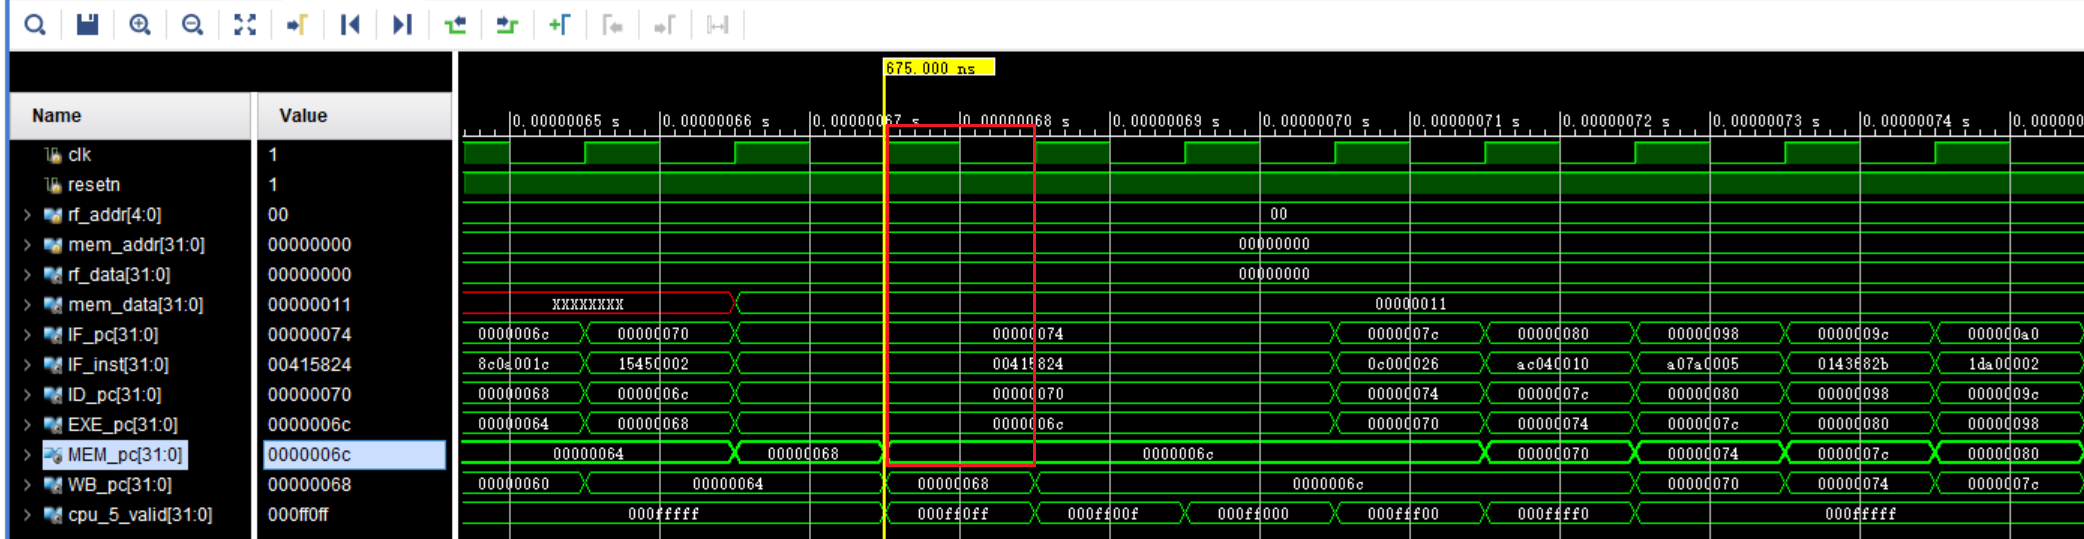 675.000 ns
Name Value
0.00000065 s 0.00000066 s 0.00000067 s 0.00000068 s 0.00000069 s 0.00000070 s 0.00000071 s 0.00000072 s 0.00000073 s 0.00000074 s 0.000000
clk 1
resetn 1
rf_addr[4:0] 00 00
mem_addr[31:0] 00000000 00000000
rf_data[31:0] 00000000 00000000
mem_data[31:0] 00000011 XXXXXXXX 00000011
IF_pc[31:0] 00000074 0000006c 00000070 00000074 0000007c 00000080 00000098 0000009c 000000a0
IF_inst[31:0] 00415824 8c0a001c 15450002 00415824 0c000026 ac040010 a07a0005 0143682b 1da00002
ID_pc[31:0] 00000070 00000068 0000006c 00000070 00000074 0000007c 00000080 00000098 0000009c
EXE_pc[31:0] 0000006c 00000064 00000068 0000006c 00000070 00000074 0000007c 00000080 00000098
MEM_pc[31:0] 0000006c 00000064 00000068 0000006c 00000070 00000074 0000007c 00000080
WB_pc[31:0] 00000068 00000060 00000064 00000068 0000006c 00000070 00000074 0000007c
cpu_5_valid[31:0] 000ff0ff 000fffff 000ff0ff 000ff00f 000ff000 000fff00 000ffff0 000fffff